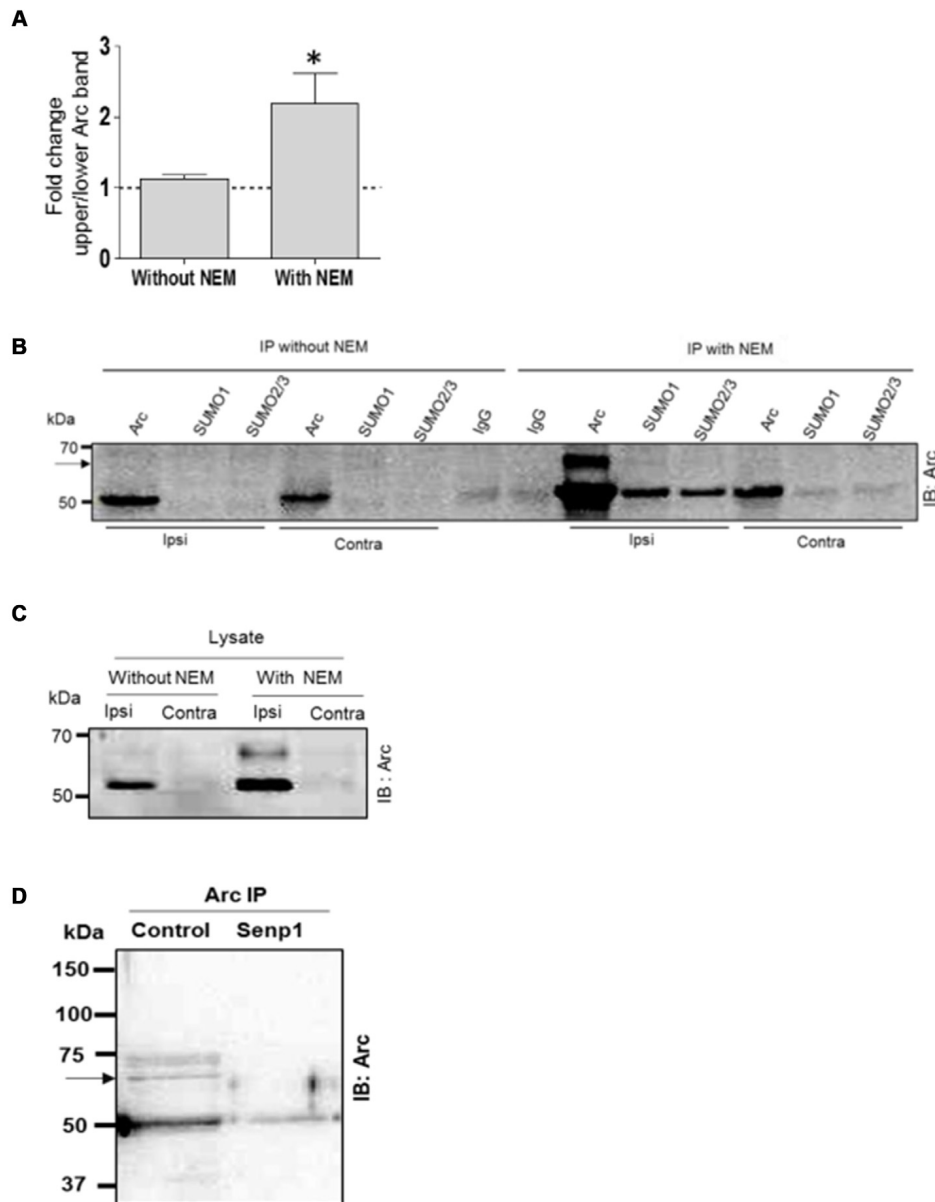 A
Fold change
upper/lower Arc band
3
2
1
0
*
Without NEM With NEM
B
IP without NEM IP with NEM
kDa Arc SUMO1 SUMO2/3 Arc SUMO1 SUMO2/3 IgG IgG Arc SUMO1 SUMO2/3 Arc SUMO1 SUMO2/3
70
50
IB: Arc
Ipsi Contra Ipsi Contra
C
Lysate
Without NEM With NEM
kDa Ipsi Contra Ipsi Contra
70
50
IB : Arc
D
Arc IP
kDa Control Senp1
150
100
75
50
37
IB: Arc